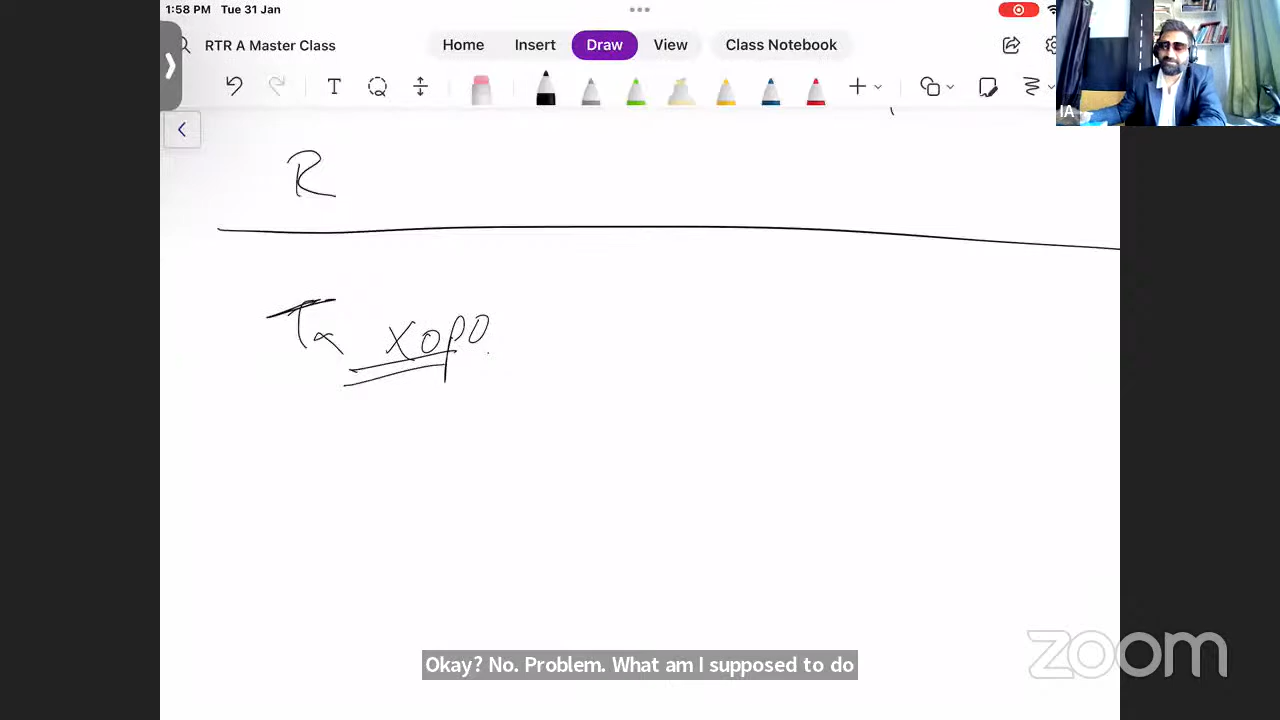 1:58 PM Tue 31 Jan
RTR A Master Class
Home Insert Draw View Class Notebook
T
IA
R
Tx xopo
Okay? No. Problem. What am I supposed to do
zoom